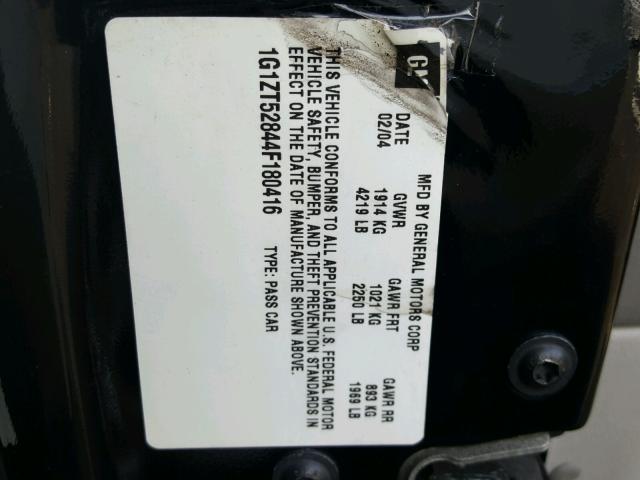 GM
MFD BY GENERAL MOTORS CORP
DATE GVWR GAWR FRT GAWR RR
02/04 1914 KG 1021 KG 893 KG
4219 LB 2250 LB 1969 LB
THIS VEHICLE CONFORMS TO ALL APPLICABLE U.S. FEDERAL MOTOR
VEHICLE SAFETY, BUMPER, AND THEFT PREVENTION STANDARDS IN
EFFECT ON THE DATE OF MANUFACTURE SHOWN ABOVE.
1G1ZT52844F180416 TYPE: PASS CAR